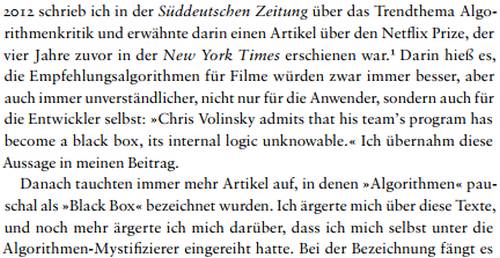 2012 schrieb ich in der Süddeutschen Zeitung über das Trendthema Algo-
rithmenkritik und erwähnte darin einen Artikel über den Netflix Prize, der
vier Jahre zuvor in der New York Times erschienen war.¹ Darin hieß es,
die Empfehlungsalgorithmen für Filme würden zwar immer besser, aber
auch immer unverständlicher, nicht nur für die Anwender, sondern auch für
die Entwickler selbst: »Chris Volinsky admits that his team’s program has
become a black box, its internal logic unknowable.« Ich übernahm diese
Aussage in meinen Beitrag.
Danach tauchten immer mehr Artikel auf, in denen »Algorithmen« pau-
schal als »Black Box« bezeichnet wurden. Ich ärgerte mich über diese Texte,
und noch mehr ärgerte ich mich darüber, dass ich mich selbst unter die
Algorithmen-Mystifizierer eingereiht hatte. Bei der Bezeichnung fängt es